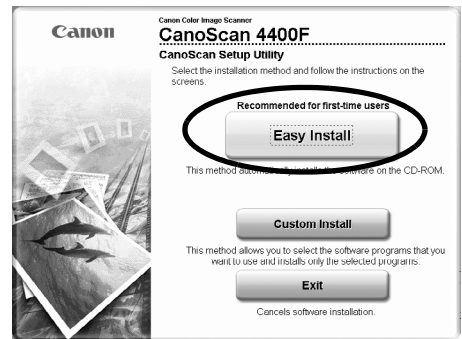 Canon
Canon Color Image Scanner
CanoScan 4400F
CanoScan Setup Utility
Select the installation method and follow the instructions on the
screens.
Recommended for first-time users
Easy Install
This method automatically installs the software on the CD-ROM.
Custom Install
This method allows you to select the software programs that you
want to use and installs only the selected programs.
Exit
Cancels software installation.